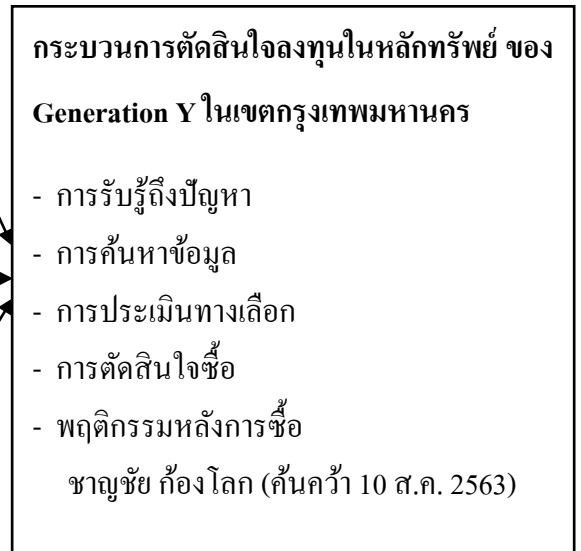 กระบวนการตัดสินใจลงทุนในหลักทรัพย์ ของ
Generation Y ในเขตกรุงเทพมหานคร
- การรับรู้ถึงปัญหา
- การค้นหาข้อมูล
- การประเมินทางเลือก
- การตัดสินใจซื้อ
- พฤติกรรมหลังการซื้อ
ชาญชัย ก้องโลก (ค้นคว้า 10 ส.ค. 2563)